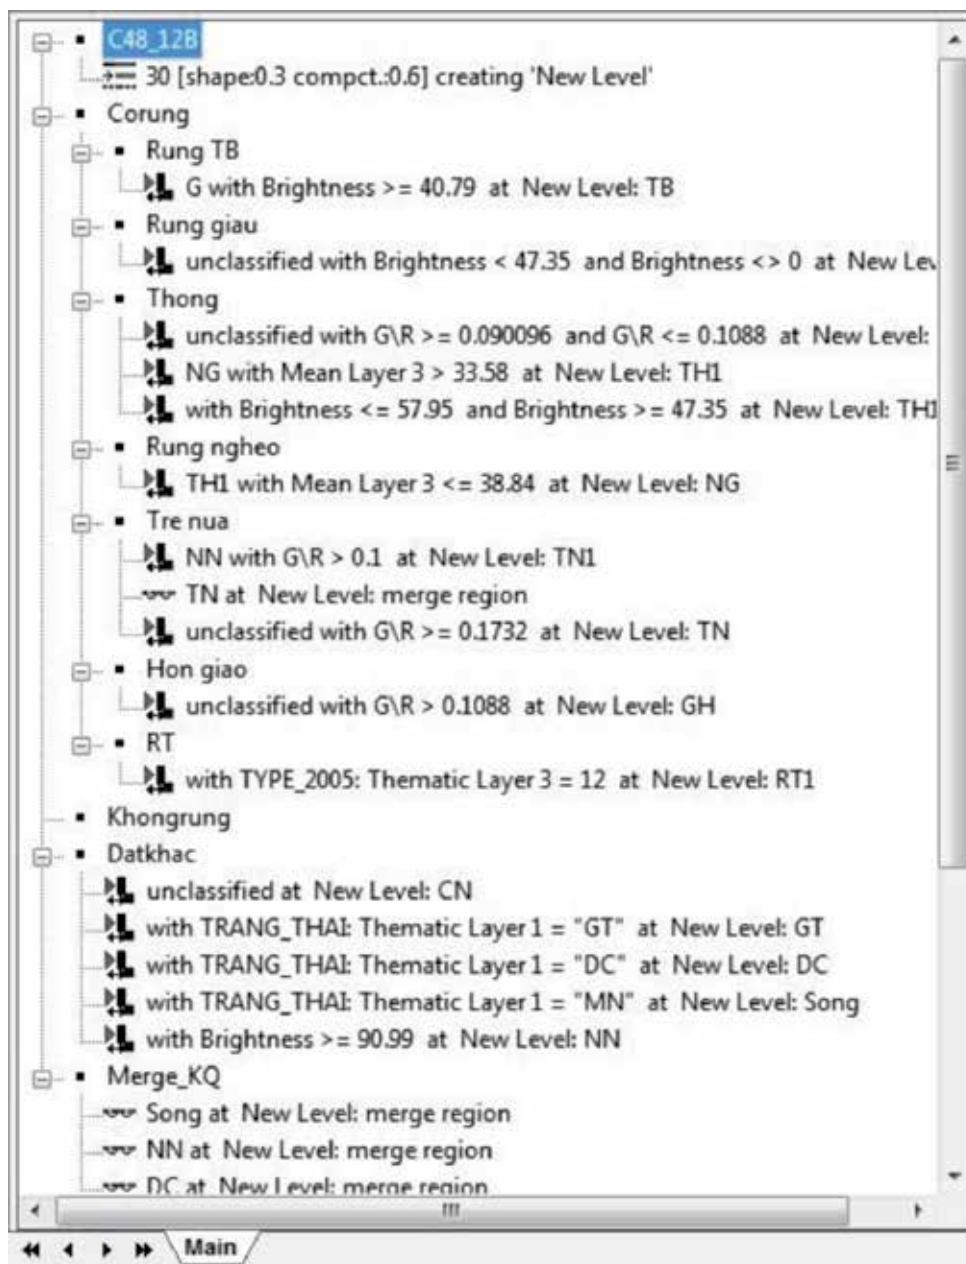 C48_12B
30 [shape:0.3 compct.:0.6] creating 'New Level'
Corung
Rung TB
G with Brightness >= 40.79 at New Level: TB
Rung giau
unclassified with Brightness < 47.35 and Brightness <> 0 at New Lev
Thong
unclassified with G\R >= 0.090096 and G\R <= 0.1088 at New Level:
NG with Mean Layer 3 > 33.58 at New Level: TH1
with Brightness <= 57.95 and Brightness >= 47.35 at New Level: TH1
Rung ngheo
TH1 with Mean Layer 3 <= 38.84 at New Level: NG
Tre nua
NN with G\R > 0.1 at New Level: TN1
TN at New Level: merge region
unclassified with G\R >= 0.1732 at New Level: TN
Hon giao
unclassified with G\R > 0.1088 at New Level: GH
RT
with TYPE_2005: Thematic Layer 3 = 12 at New Level: RT1
Khongrung
Datkhac
unclassified at New Level: CN
with TRANG_THAI: Thematic Layer 1 = "GT" at New Level: GT
with TRANG_THAI: Thematic Layer 1 = "DC" at New Level: DC
with TRANG_THAI: Thematic Layer 1 = "MN" at New Level: Song
with Brightness >= 90.99 at New Level: NN
Merge_KQ
Song at New Level: merge region
NN at New Level: merge region
DC at New Level: merge region
Main